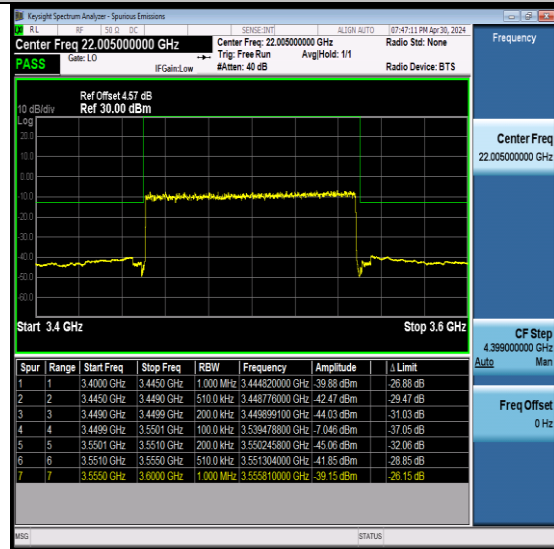 Keysight Spectrum Analyzer - Spurious Emissions
RL RF 50 Ω DC SENSE:INT ALIGN AUTO 07:47:11 PM Apr 30, 2024
Center Freq 22.005000000 GHz Center Freq: 22.005000000 GHz Radio Std: None Frequency
PASS Gate: LO Trig: Free Run Avg|Hold: 1/1
IFGain:Low #Atten: 40 dB Radio Device: BTS
Ref Offset 4.57 dB
10 dB/div Ref 30.00 dBm
Log
20.0
10.0
0.00
-10.0
-20.0
-30.0
-40.0
-50.0
-60.0
Start 3.4 GHz Stop 3.6 GHz
Center Freq
22.005000000 GHz
CF Step
4.399000000 GHz
Auto Man
Freq Offset
0 Hz
Spur Range Start Freq Stop Freq RBW Frequency Amplitude Δ Limit
1 1 3.4000 GHz 3.4450 GHz 1.000 MHz 3.444820000 GHz -39.88 dBm -26.88 dB
2 2 3.4450 GHz 3.4490 GHz 510.0 kHz 3.448776000 GHz -42.47 dBm -29.47 dB
3 3 3.4490 GHz 3.4499 GHz 200.0 kHz 3.449899100 GHz -44.03 dBm -31.03 dB
4 4 3.4499 GHz 3.5501 GHz 100.0 kHz 3.539478800 GHz -7.046 dBm -37.05 dB
5 5 3.5501 GHz 3.5510 GHz 200.0 kHz 3.550245800 GHz -45.06 dBm -32.06 dB
6 6 3.5510 GHz 3.5550 GHz 510.0 kHz 3.551304000 GHz -41.85 dBm -28.85 dB
7 7 3.5550 GHz 3.6000 GHz 1.000 MHz 3.555810000 GHz -39.15 dBm -26.15 dB
MSG STATUS